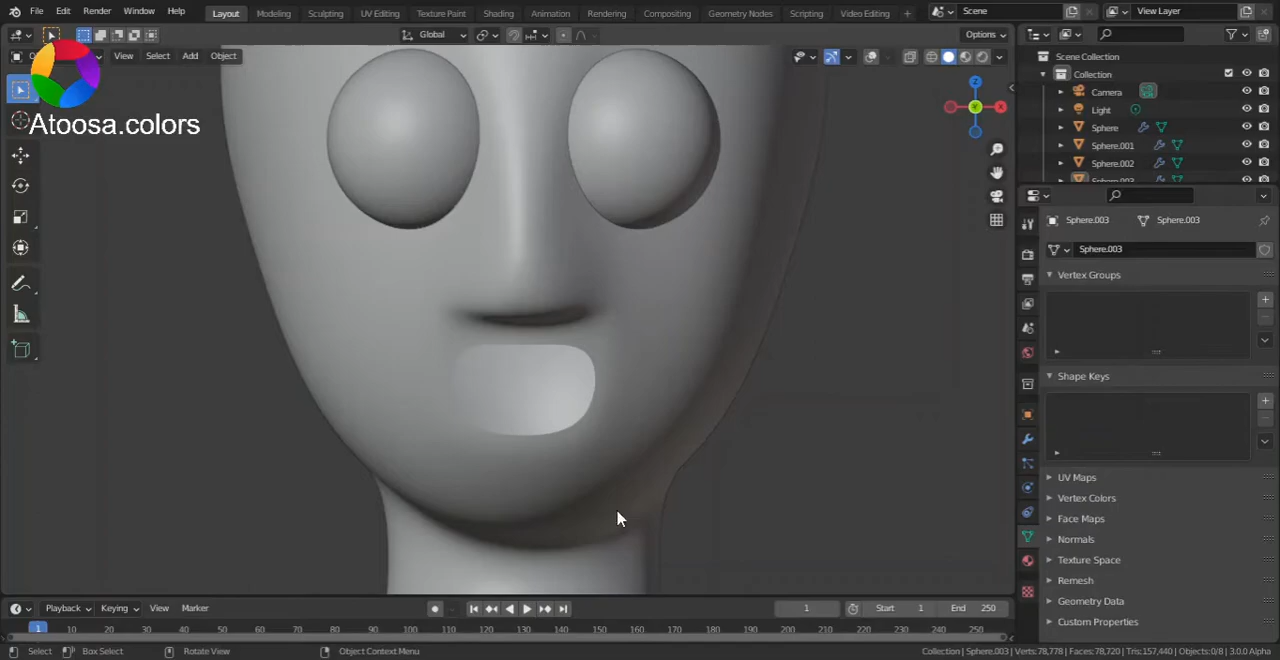 File Edit Render Window Help Layout Modeling Sculpting UV Editing Texture Paint Shading Animation Rendering Compositing Geometry Nodes Scripting Video Editing + Scene View Layer
Global Options
View Select Add Object
Atoosa.colors
Z
X
Y
Scene Collection
Collection
Camera
Light
Sphere
Sphere.001
Sphere.002
Sphere.003
Sphere.003 Sphere.003
Sphere.003
Vertex Groups
Shape Keys
UV Maps
Vertex Colors
Face Maps
Normals
Texture Space
Remesh
Geometry Data
Custom Properties
Playback Keying View Marker 1 Start 1 End 250
1 10 20 30 40 50 60 70 80 90 100 110 120 130 140 150 160 170 180 190 200 210 220 230 240 250
Select Box Select Rotate View Object Context Menu Collection | Sphere.003 | Verts:78,778 | Faces:78,720 | Tris:157,440 | Objects:0/8 | 3.0.0 Alpha